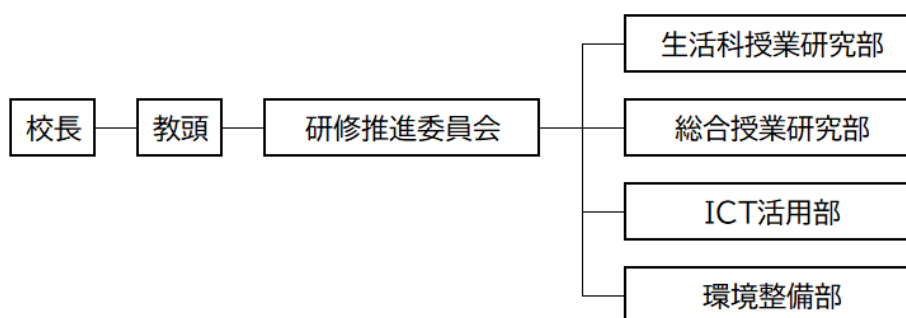 校長
教頭
研修推進委員会
生活科授業研究部
総合授業研究部
ICT活用部
環境整備部